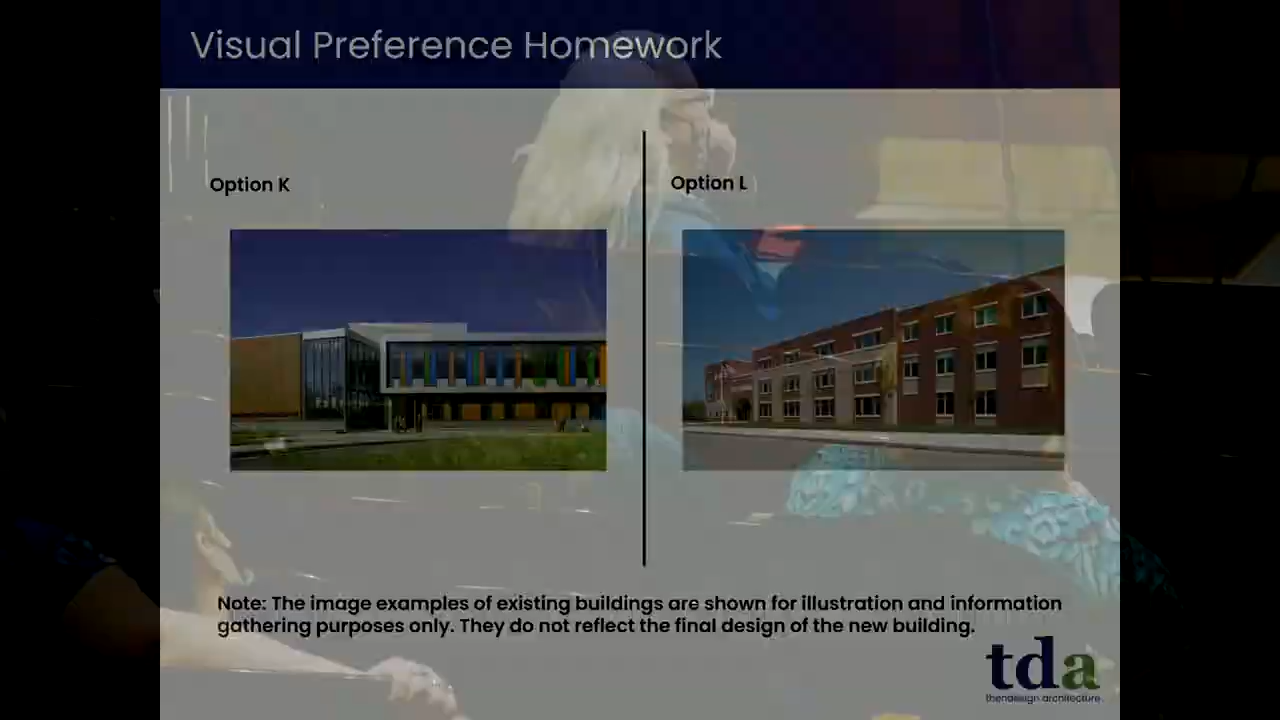 Visual Preference Homework
Option K
Option L
Note: The image examples of existing buildings are shown for illustration and information
gathering purposes only. They do not reflect the final design of the new building.
tda
thendesign architecture